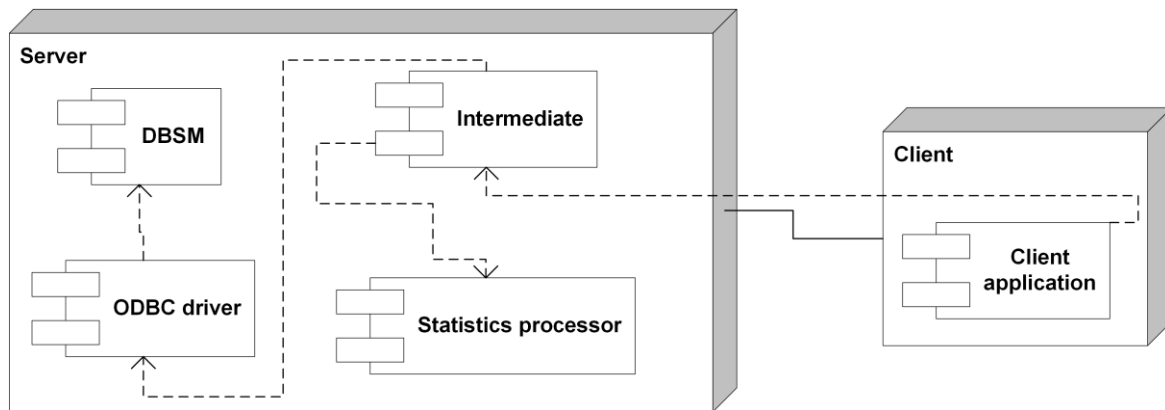 Server
DBSM
Intermediate
ODBC driver
Statistics processor
Client
Client
application